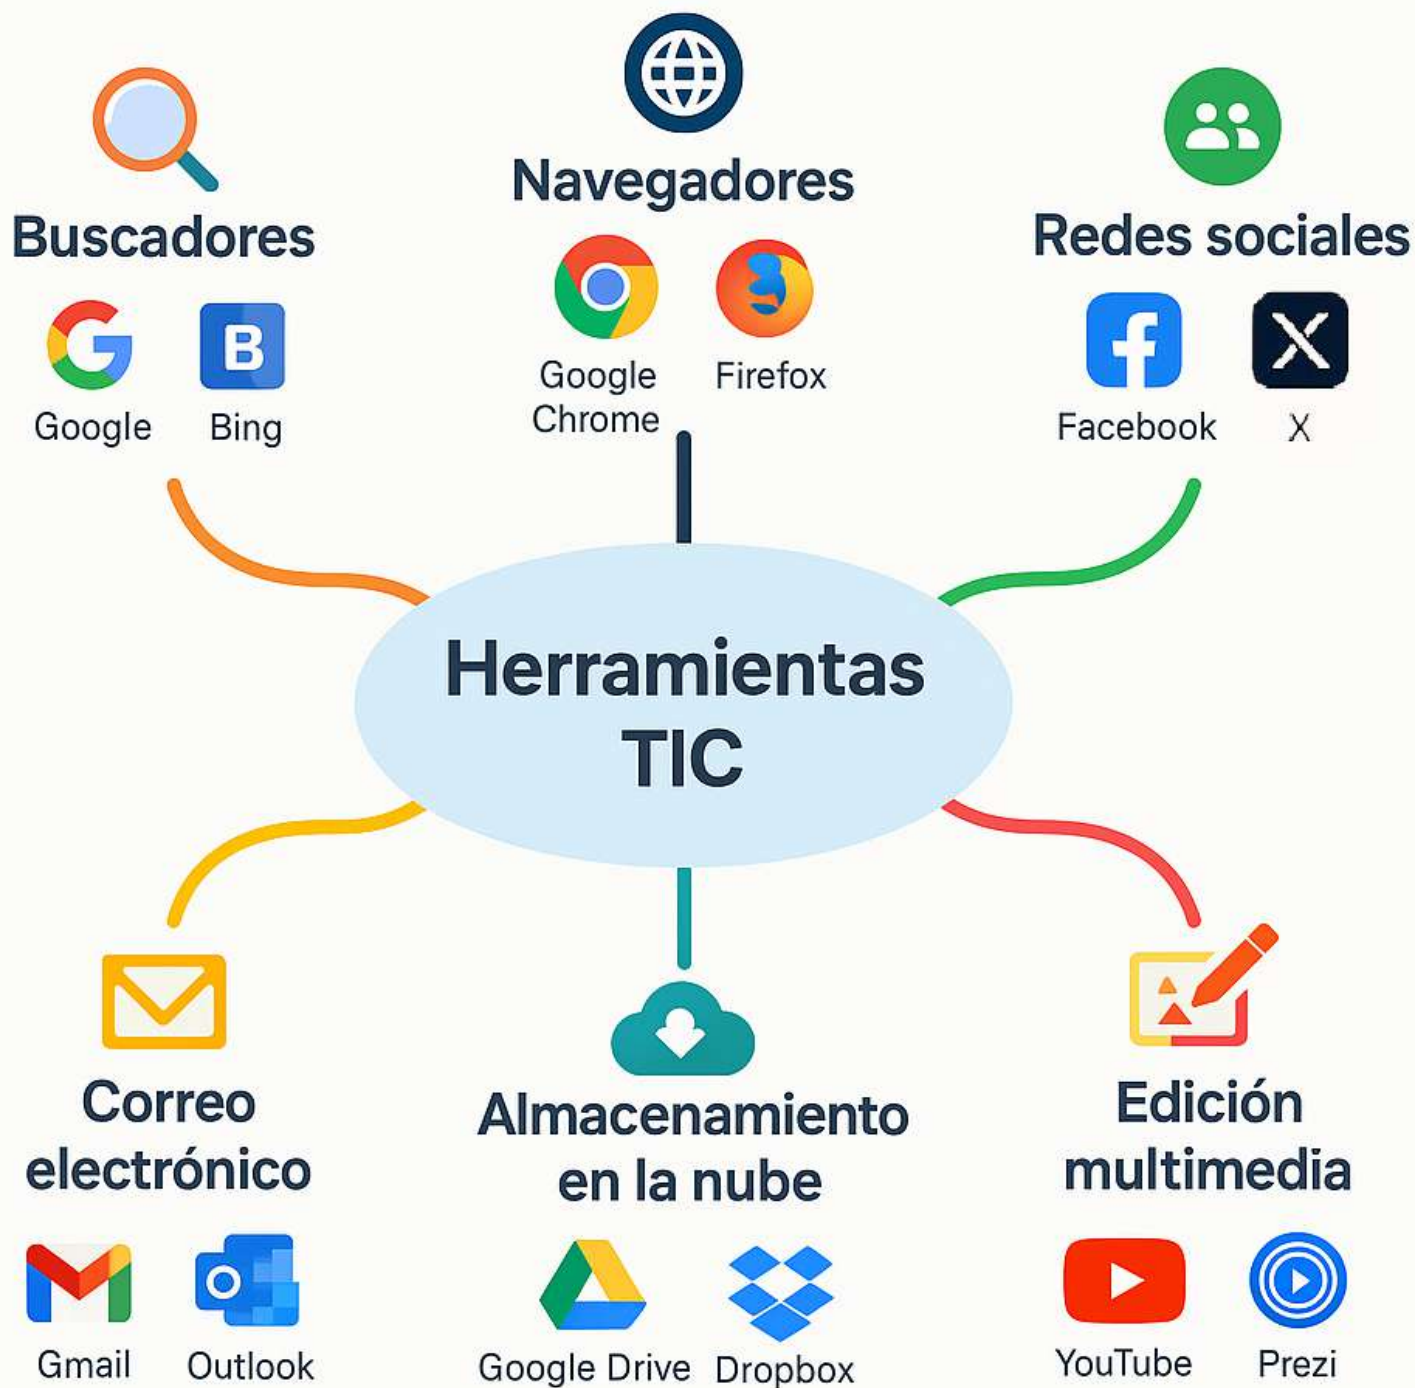 Buscadores
Google
B
Bing
Navegadores
Google
Chrome
Firefox
Redes sociales
f
Facebook
X
X
Herramientas
TIC
Correo
electrónico
Gmail
Outlook
Almacenamiento
en la nube
Google Drive
Dropbox
Edición
multimedia
YouTube
Prezi